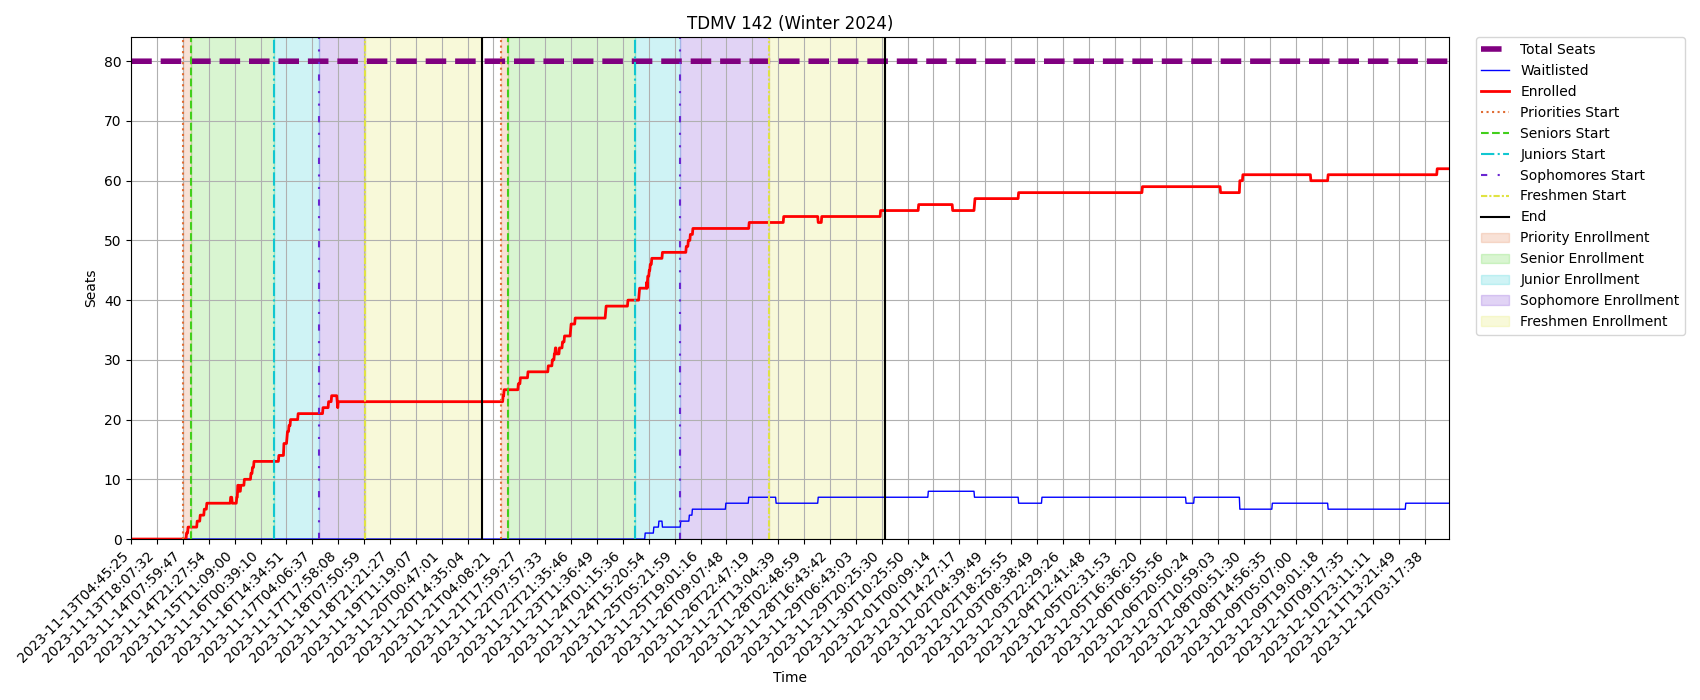 TDMV 142 (Winter 2024)
80
70
60
50
40
30
20
10
0
Seats
2023-11-13T04:45:25
2023-11-13T18:07:32
2023-11-14T07:59:47
2023-11-14T21:27:54
2023-11-15T11:09:00
2023-11-16T00:39:10
2023-11-16T14:34:51
2023-11-17T04:06:37
2023-11-17T17:58:08
2023-11-18T07:50:59
2023-11-18T21:21:27
2023-11-19T11:19:07
2023-11-20T00:47:01
2023-11-20T14:35:04
2023-11-21T04:08:21
2023-11-21T17:59:27
2023-11-22T07:57:33
2023-11-22T21:35:46
2023-11-23T11:36:49
2023-11-24T01:15:36
2023-11-24T15:20:54
2023-11-25T05:21:59
2023-11-25T19:01:16
2023-11-26T09:07:48
2023-11-26T22:47:19
2023-11-27T13:04:39
2023-11-28T02:48:59
2023-11-28T16:43:42
2023-11-29T06:43:03
2023-11-29T20:25:30
2023-11-30T10:25:50
2023-12-01T00:09:14
2023-12-01T14:27:17
2023-12-02T04:39:49
2023-12-02T18:25:55
2023-12-03T08:38:49
2023-12-03T22:29:26
2023-12-04T12:41:48
2023-12-05T02:31:53
2023-12-05T16:36:20
2023-12-06T06:55:56
2023-12-06T20:50:24
2023-12-07T10:59:03
2023-12-08T00:51:30
2023-12-08T14:56:35
2023-12-09T05:07:00
2023-12-09T19:01:18
2023-12-10T09:17:35
2023-12-10T23:11:11
2023-12-11T13:21:49
2023-12-12T03:17:38
Time
Total Seats
Waitlisted
Enrolled
Priorities Start
Seniors Start
Juniors Start
Sophomores Start
Freshmen Start
End
Priority Enrollment
Senior Enrollment
Junior Enrollment
Sophomore Enrollment
Freshmen Enrollment